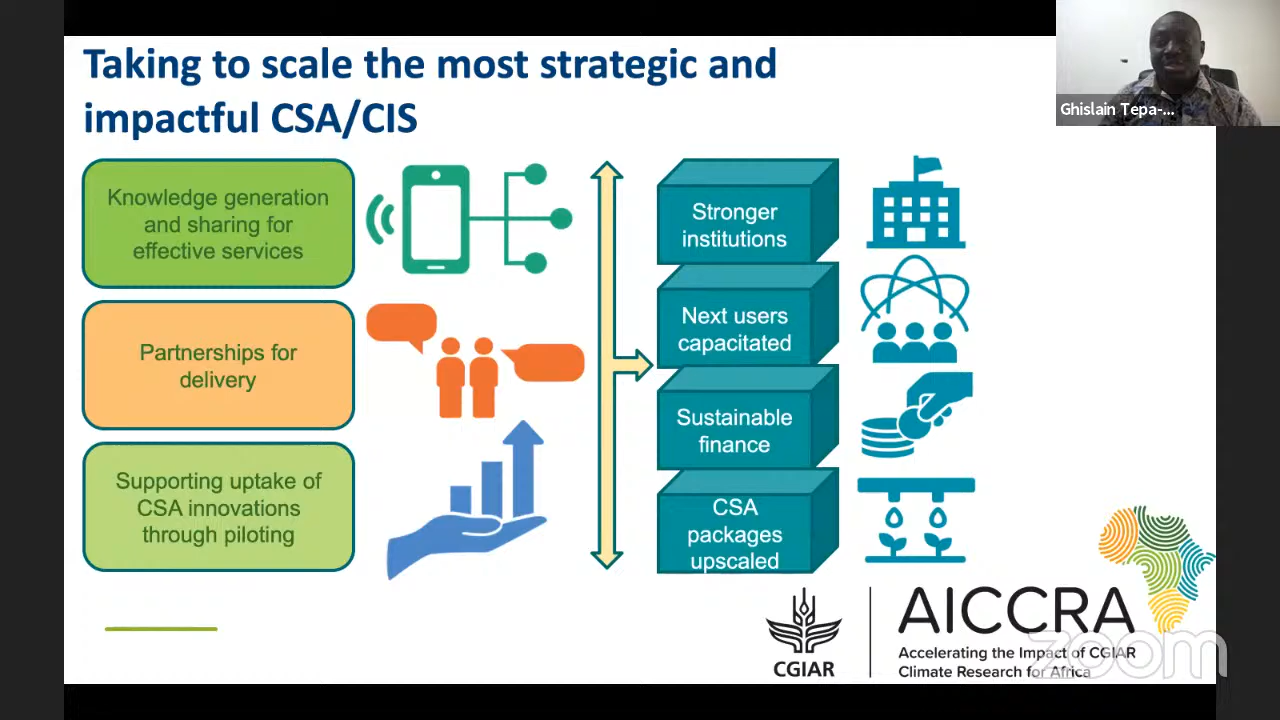 Taking to scale the most strategic and
impactful CSA/CIS
Ghislain Tepa-...
Knowledge generation
and sharing for
effective services
Partnerships for
delivery
Supporting uptake of
CSA innovations
through piloting
Stronger
institutions
Next users
capacitated
Sustainable
finance
CSA
packages
upscaled
CGIAR
AICCRA
Accelerating the Impact of CGIAR
Climate Research for Africa
zoom